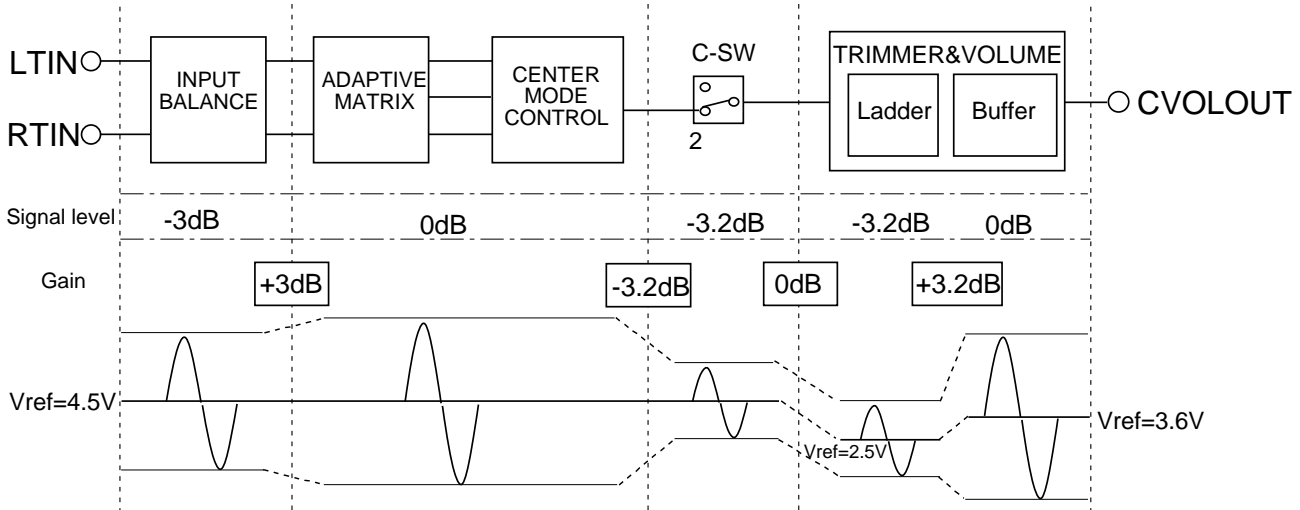 LTIN
RTIN
INPUT
BALANCE
ADAPTIVE
MATRIX
CENTER
MODE
CONTROL
C-SW
2
TRIMMER&VOLUME
Ladder
Buffer
CVOLOUT
Signal level
-3dB
0dB
-3.2dB
-3.2dB
0dB
Gain
+3dB
-3.2dB
0dB
+3.2dB
Vref=4.5V
Vref=2.5V
Vref=3.6V